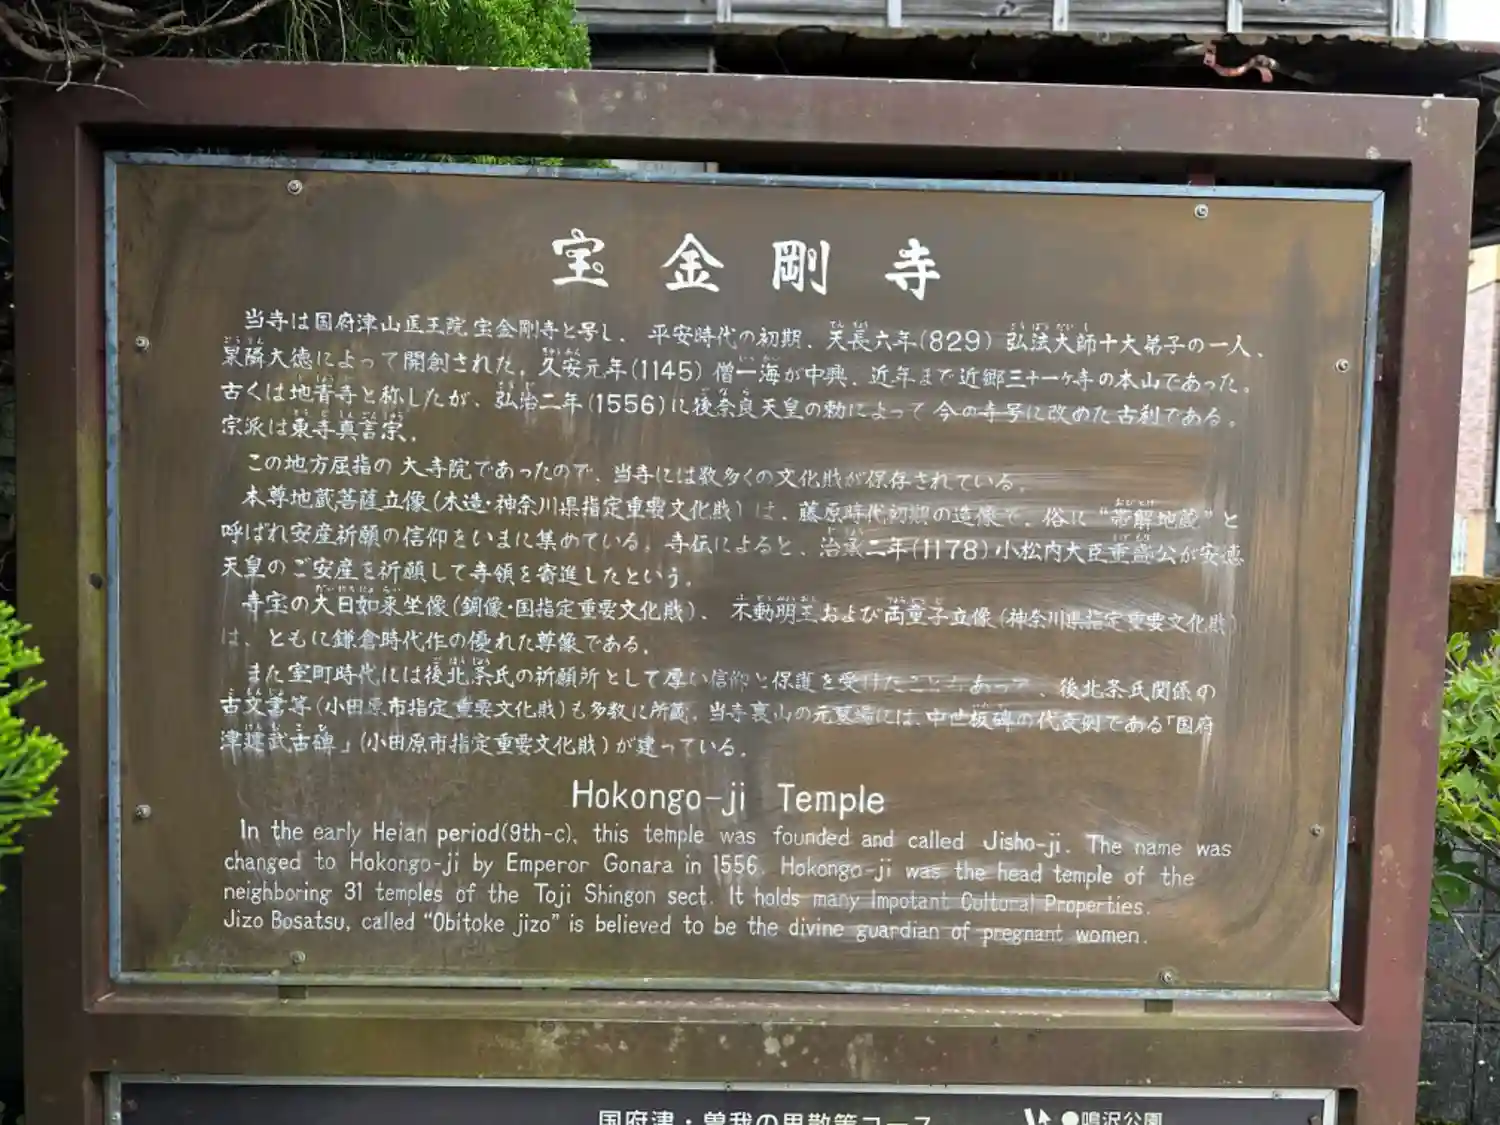 宝金剛寺
当寺は国府津山医王院宝金剛寺と号し、平安時代の初期、天長六年(829)弘法大師十大弟子の一人、
杲隣大徳によって開創された。久安元年(1145)僧一海が中興、近年まで近郷三十一ヶ寺の本山であった。
古くは地青寺と称したが、弘治二年(1556)に後奈良天皇の勅によって今の寺号に改めた古刹である。
宗派は東寺真言宗。
この地方屈指の大寺院であったので、当寺には数多くの文化財が保存されている。
本尊地蔵菩薩立像(木造・神奈川県指定重要文化財)は、藤原時代初期の造像で、俗に“帯解地蔵”と
呼ばれ安産祈願の信仰をいまに集めている。寺伝によると、治承二年(1178)小松内大臣重盛公が安徳
天皇のご安産を祈願して寺領を寄進したという。
寺宝の大日如来坐像(銅像・国指定重要文化財)、不動明王および両童子立像(神奈川県指定重要文化財)
は、ともに鎌倉時代作の優れた尊像である。
また室町時代には後北条氏の祈願所として厚い信仰と保護を受けたこともあって、後北条氏関係の
古文書等(小田原市指定重要文化財)も多数に所蔵。当寺裏山の元墓場には、中世板碑の代表例である「国府
津建武古碑」(小田原市指定重要文化財)が建っている。
Hokongo-ji Temple
In the early Heian period(9th-c), this temple was founded and called Jisho-ji. The name was
changed to Hokongo-ji by Emperor Gonara in 1556. Hokongo-ji was the head temple of the
neighboring 31 temples of the Toji Shingon sect. It holds many Impotant Cultural Properties.
Jizo Bosatsu, called “Obitoke jizo” is believed to be the divine guardian of pregnant women.
国府津・曽我の里散策コース
●鳴沢公園